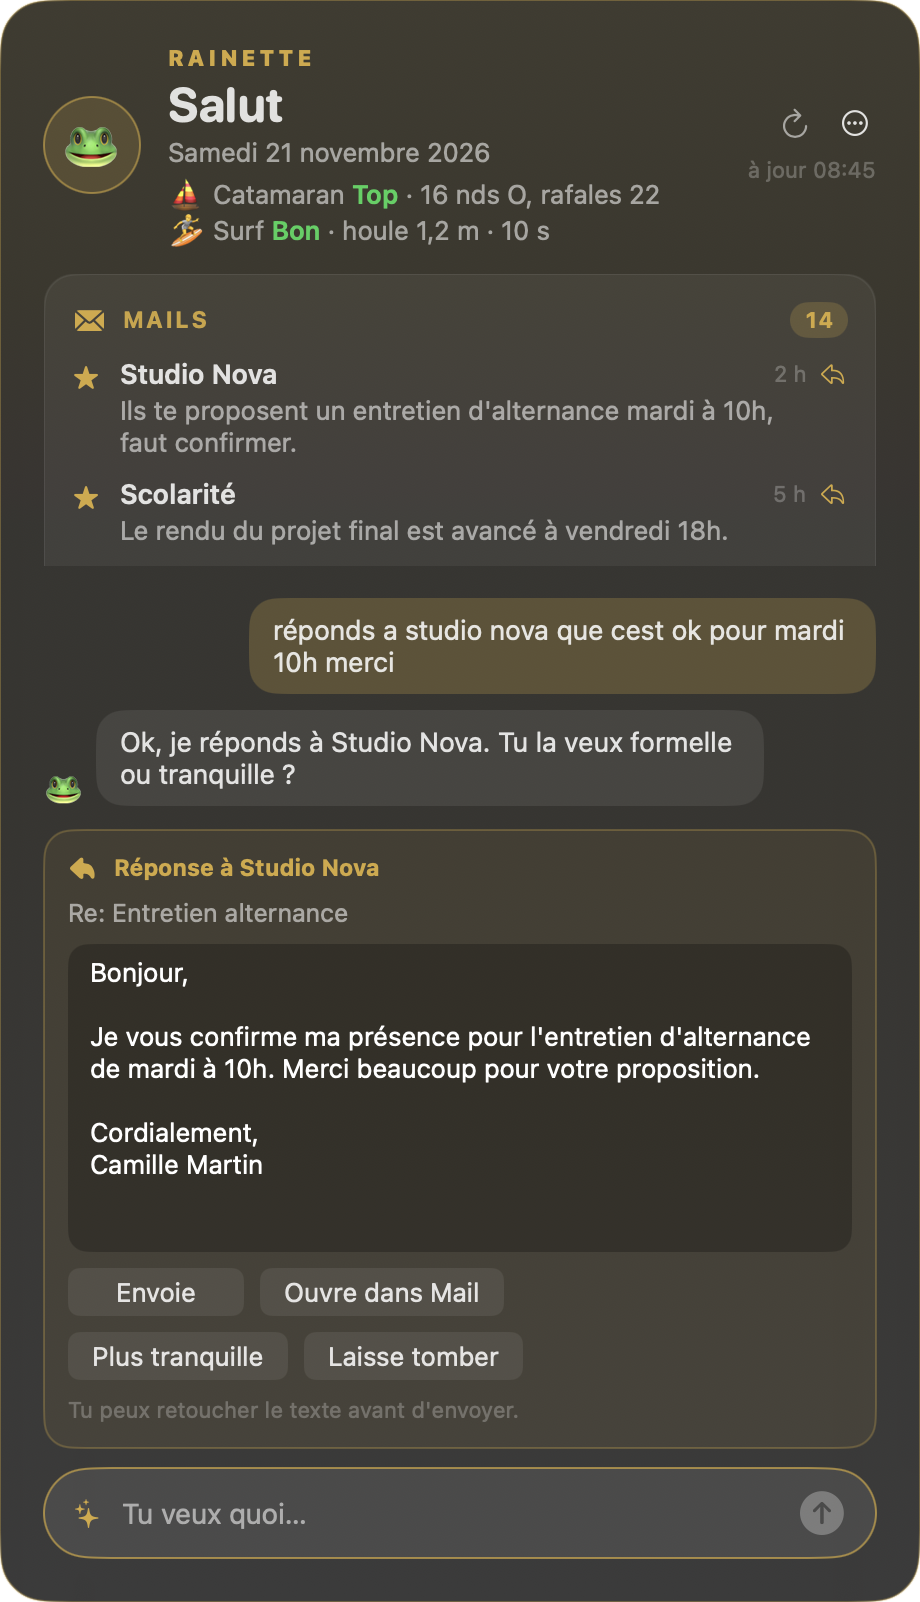 RAINETTE
Salut
Samedi 21 novembre 2026
Catamaran Top · 16 nds O, rafales 22
Surf Bon · houle 1,2 m · 10 s
à jour 08:45
MAILS
14
Studio Nova
2 h
Ils te proposent un entretien d'alternance mardi à 10h,
faut confirmer.
Scolarité
5 h
Le rendu du projet final est avancé à vendredi 18h.
réponds a studio nova que cest ok pour mardi
10h merci
Ok, je réponds à Studio Nova. Tu la veux formelle
ou tranquille ?
Réponse à Studio Nova
Re: Entretien alternance
Bonjour,
Je vous confirme ma présence pour l'entretien d'alternance
de mardi à 10h. Merci beaucoup pour votre proposition.
Cordialement,
Camille Martin
Envoie
Ouvre dans Mail
Plus tranquille
Laisse tomber
Tu peux retoucher le texte avant d'envoyer.
Tu veux quoi...